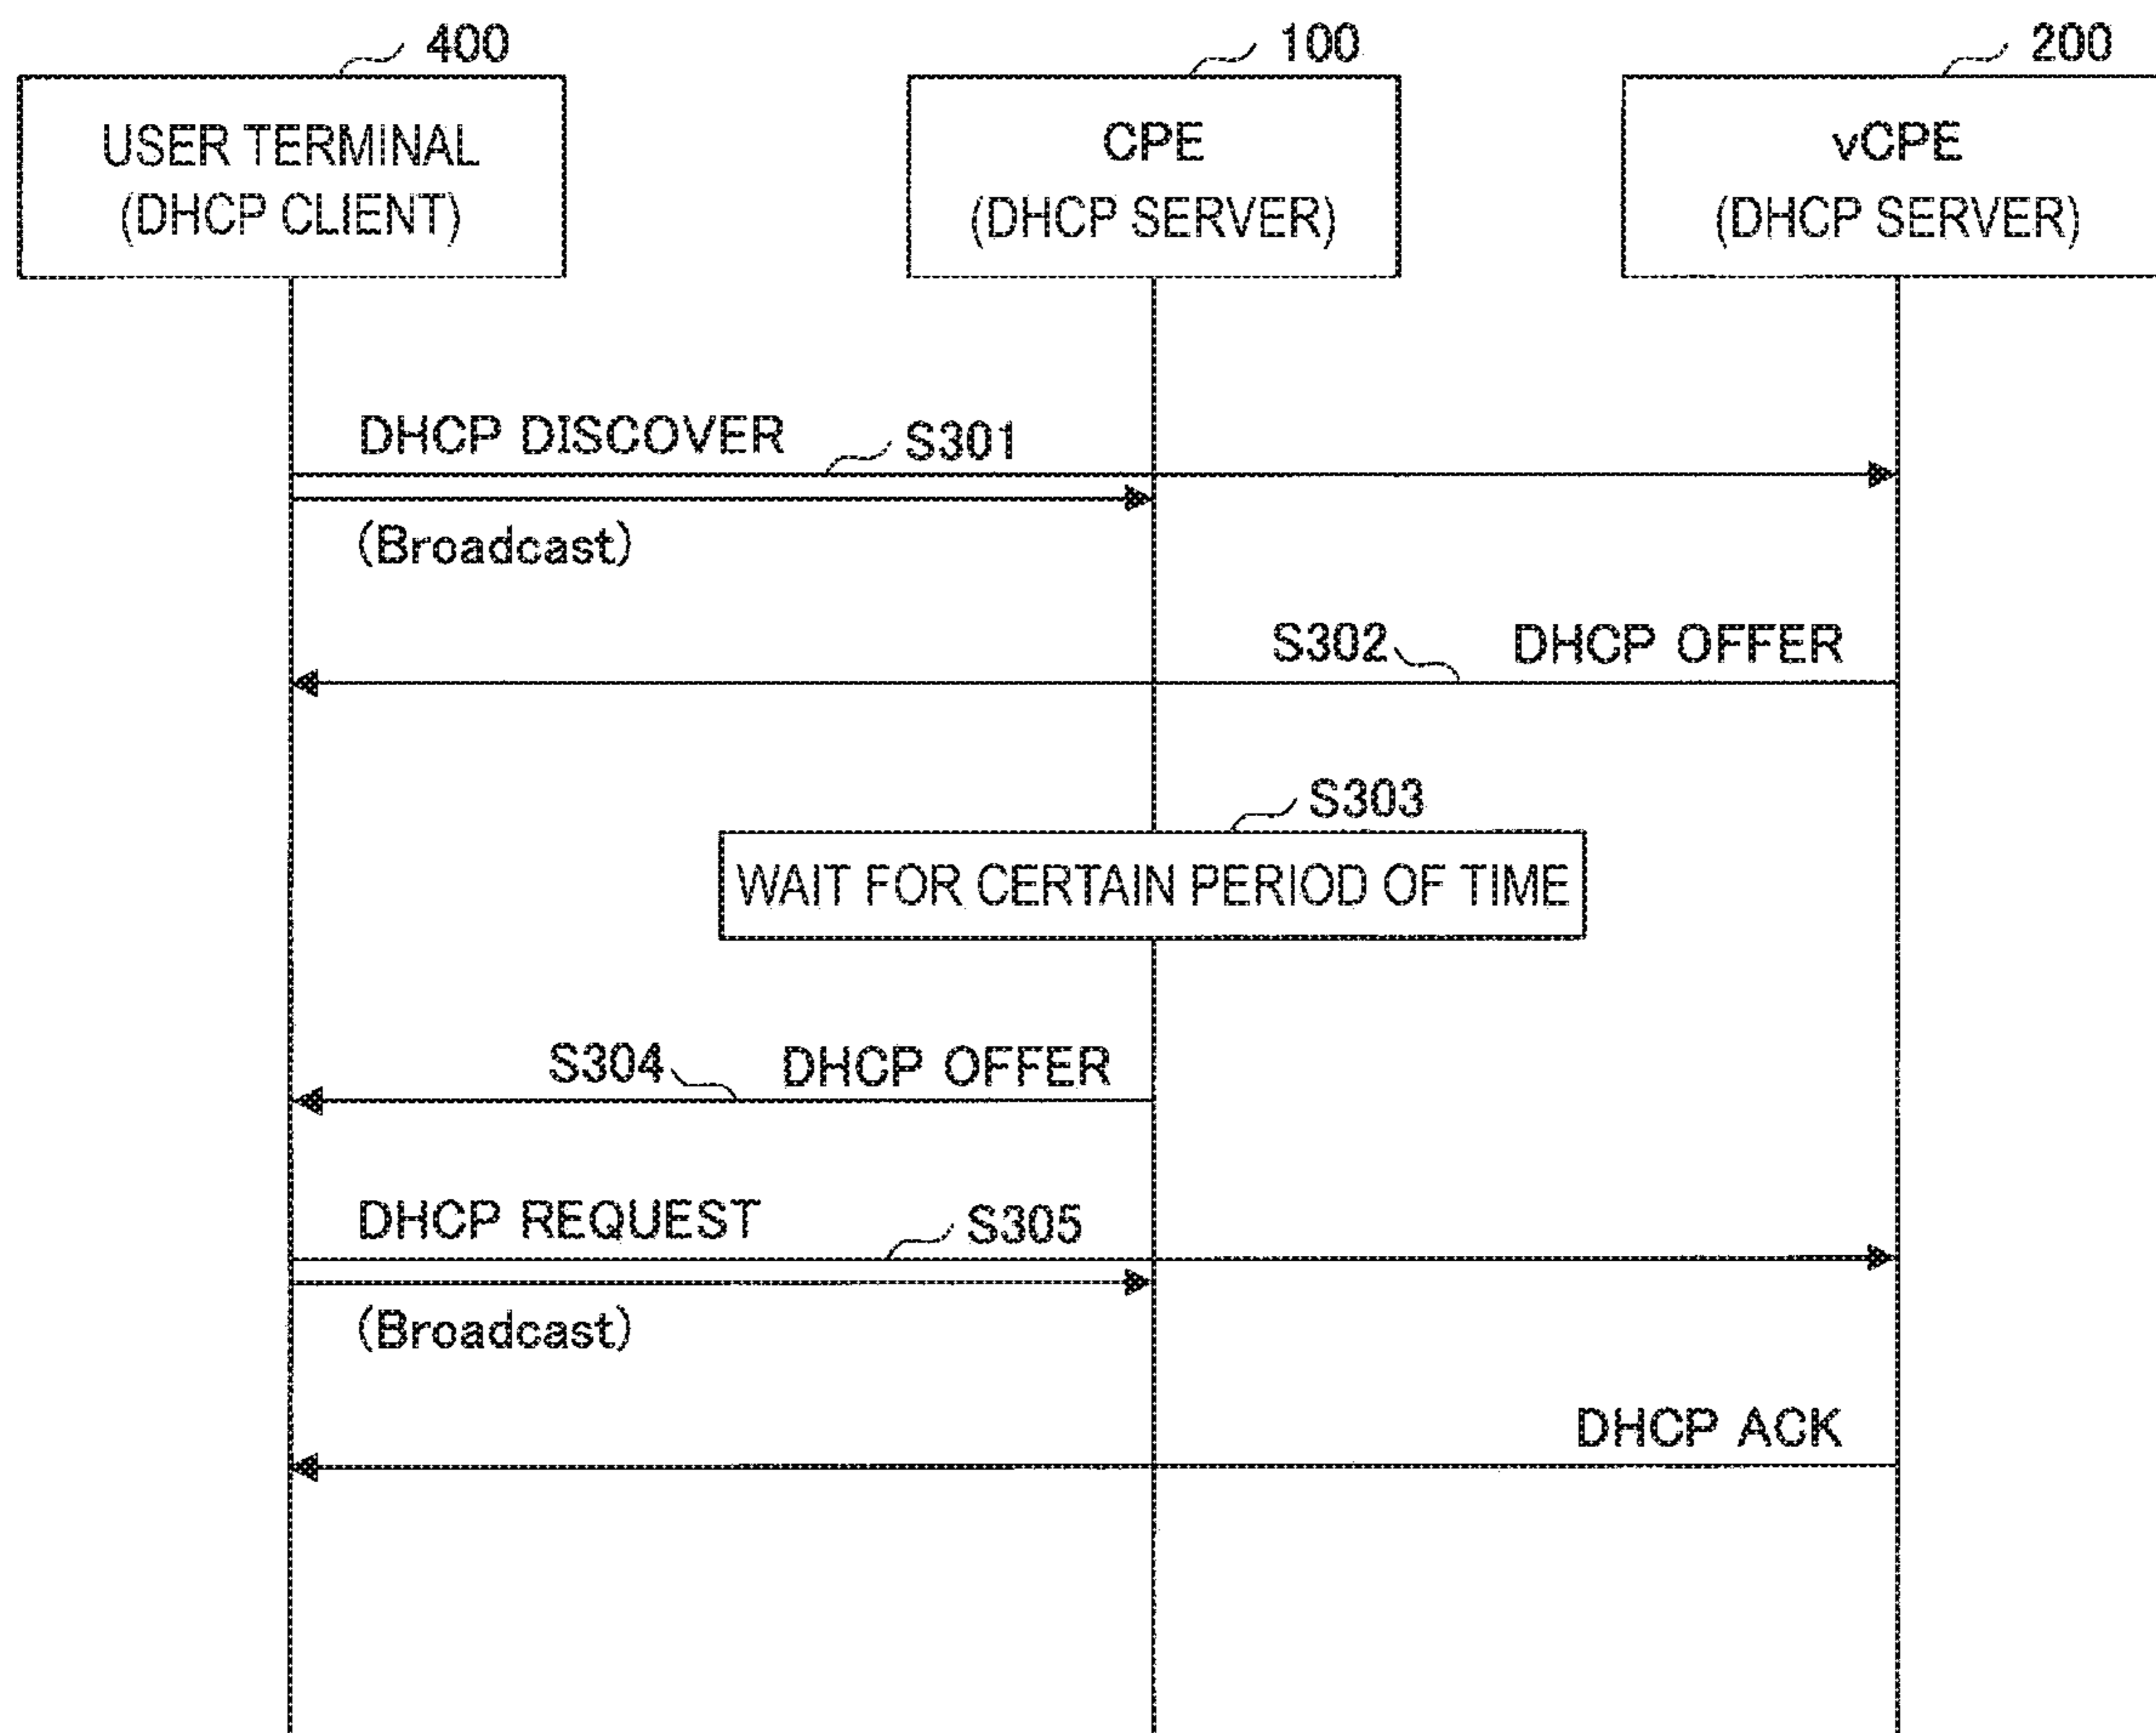 400
100
200
USER TERMINAL
(DHCP CLIENT)
CPE
(DHCP SERVER)
vCPE
(DHCP SERVER)
DHCP DISCOVER
S301
(Broadcast)
S302
DHCP OFFER
S303
WAIT FOR CERTAIN PERIOD OF TIME
S304
DHCP OFFER
DHCP REQUEST
S305
(Broadcast)
DHCP ACK